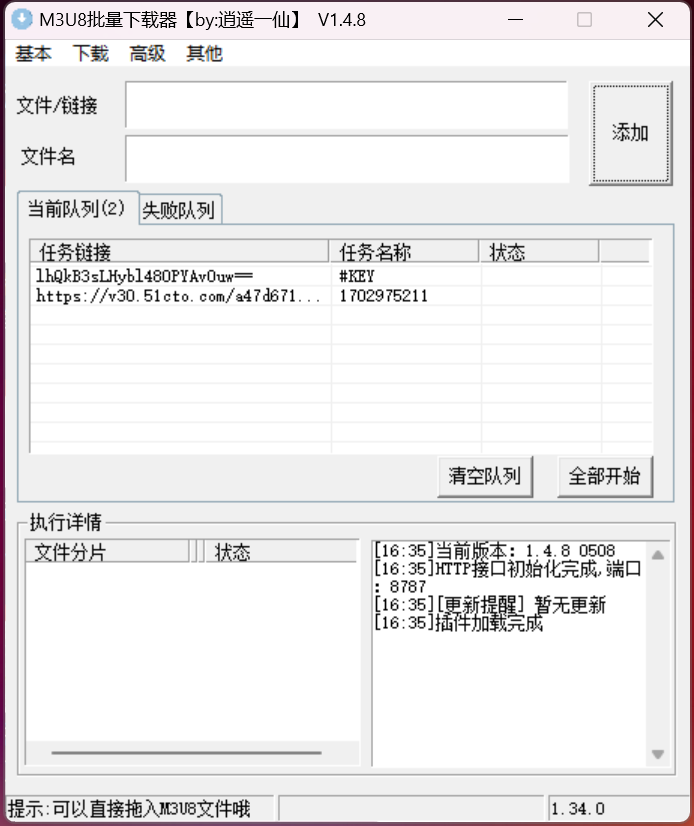 M3U8批量下载器【by:逍遥一仙】 V1.4.8
基本 下载 高级 其他
文件/链接
添加
文件名
当前队列(2) 失败队列
任务链接 任务名称 状态
lhQkB3sLHybl48OPYAvOuw== #KEY
https://v30.51cto.com/a47d671... 1702975211
清空队列 全部开始
执行详情
文件分片 状态
[16:35]当前版本: 1.4.8 0508
[16:35]HTTP接口初始化完成,端口
: 8787
[16:35][更新提醒] 暂无更新
[16:35]插件加载完成
提示:可以直接拖入M3U8文件哦
1.34.0